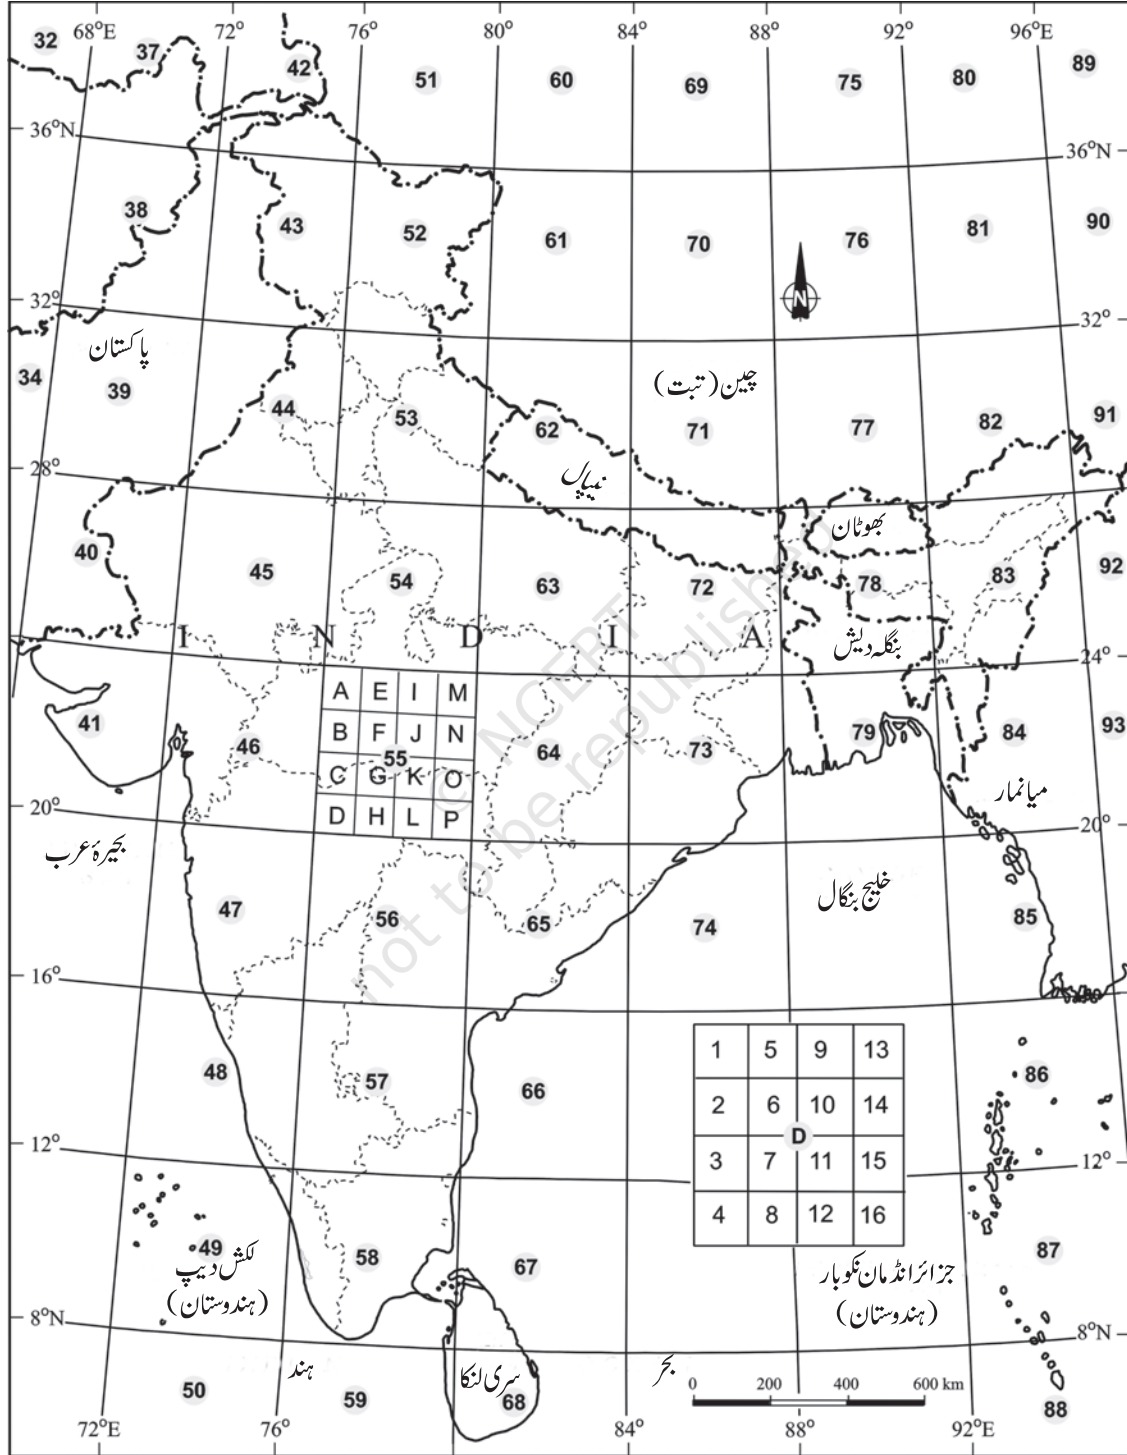 68°E 72° 76° 80° 84° 88° 92° 96°E
32 37 42 51 60 69 75 80 89
36°N 36°N
38 43 52 61 70 76 81 90
N
32° 32°
پاکستان
چین (تبت)
34 39 44 53 62 71 77 82 91
28°
نیپال
بھوٹان
40 45 54 63 72 78 83 92
I N D I A
بنگلہ دیش
24°
A E I M
B F J N
55
C G K O
D H L P
41 46 64 73 79 84 93
میانمار
20° 20°
بحیرۂ عرب
خلیج بنگال
47 56 65 74 85
16°
1 5 9 13
2 6 10 14
D
3 7 11 15
4 8 12 16
48 57 66 86
12° 12°
49 58 67 87
لکش دیپ
(ہندوستان)
جزائر انڈمان نکوبار
(ہندوستان)
8°N 8°N
ہند
سری لنکا
بحر
50 59 68 88
0 200 400 600 km
72°E 76° 84° 88° 92°E
© NCERT
not to be republished